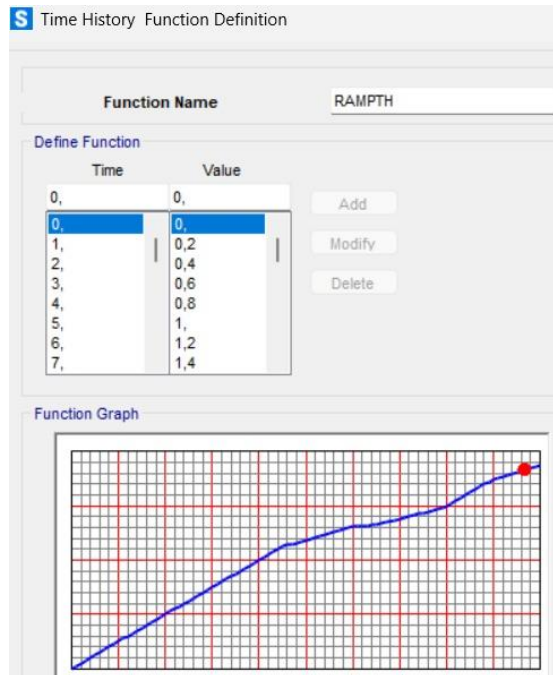 S Time History Function Definition
Function Name RAMPTH
Define Function
Time Value
0, 0, Add
0, 0,
1, 0,2 Modify
2, 0,4
3, 0,6 Delete
4, 0,8
5, 1,
6, 1,2
7, 1,4
Function Graph